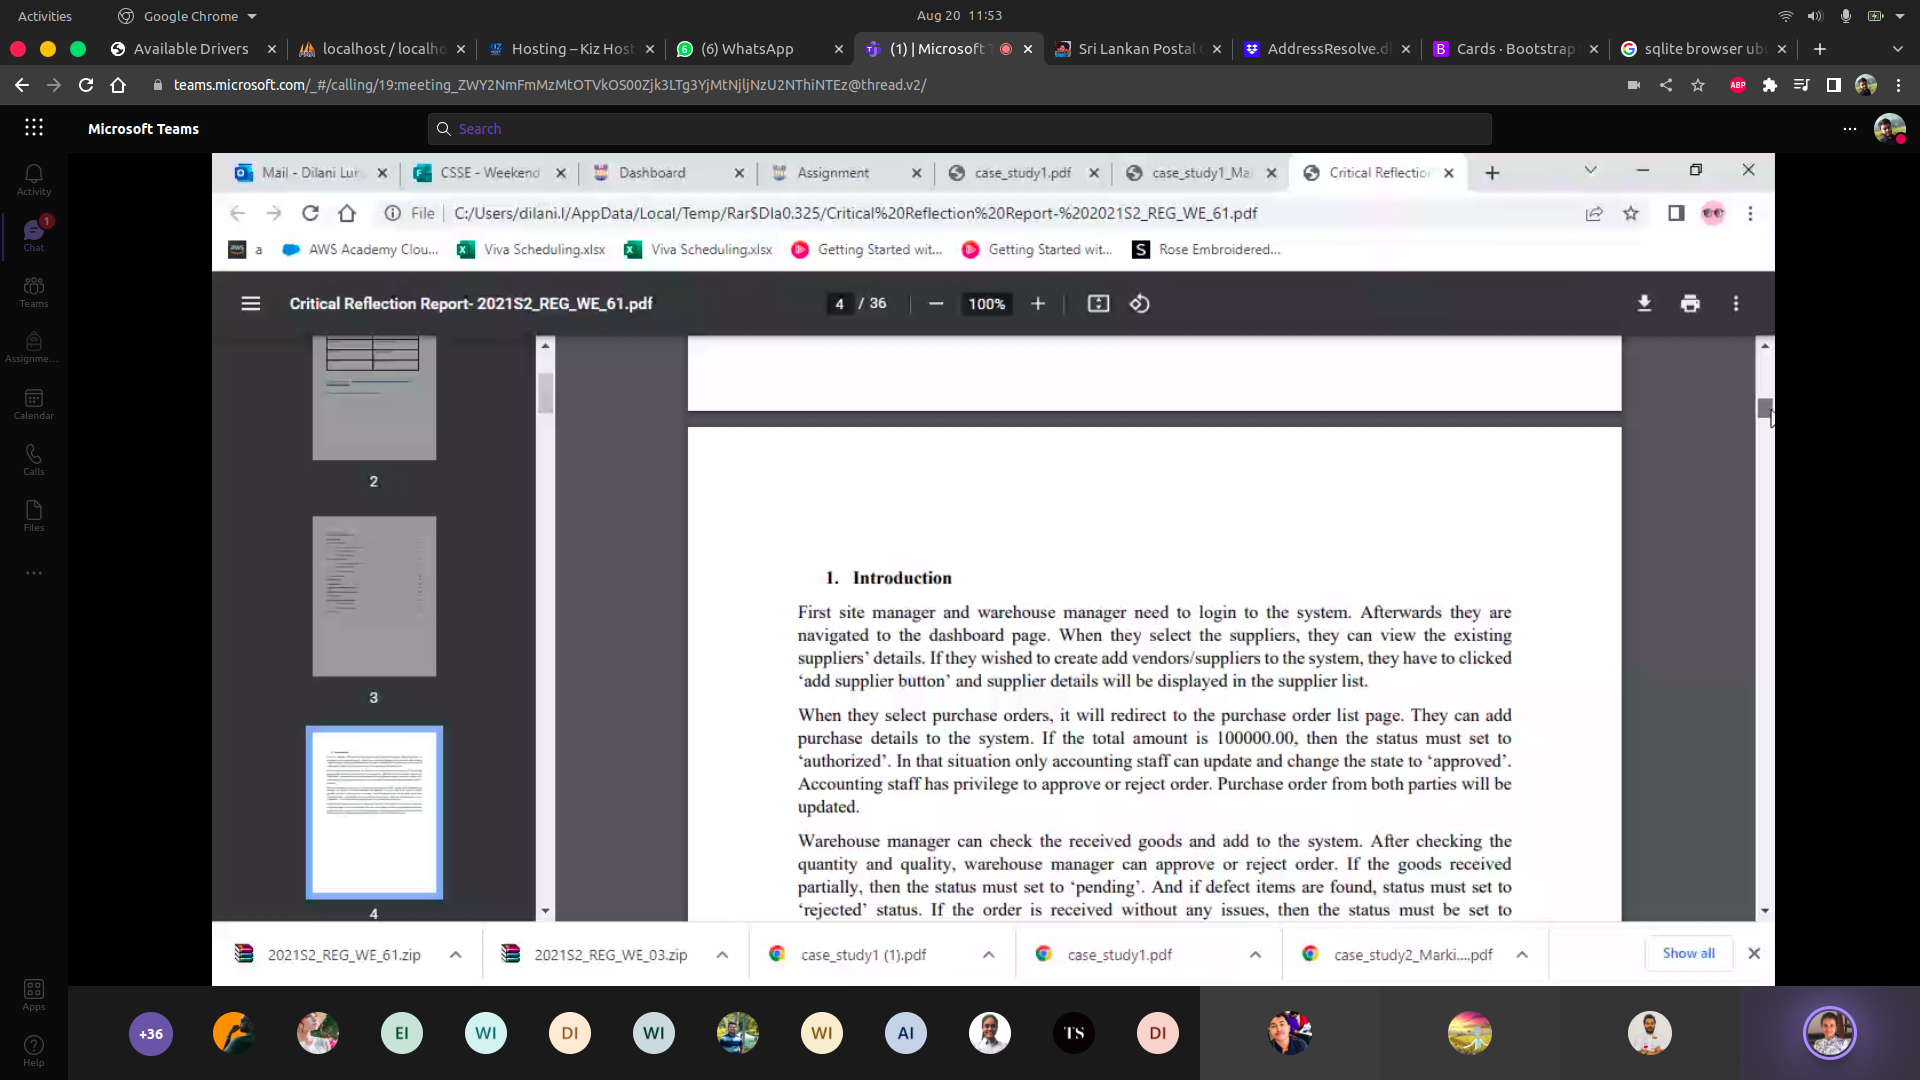 Activities
Google Chrome
Aug 20 11:53
Available Drivers
localhost / localho
Hosting – Kiz Host
(6) WhatsApp
(1) | Microsoft T
Sri Lankan Postal C
AddressResolve.d
Cards · Bootstrap
sqlite browser ubu
teams.microsoft.com/_#/calling/19:meeting_ZWY2NmFmMzMtOTVkOS00Zjk3LTg3YjMtNjljNzU2NThiNTEz@thread.v2/
ABP
Microsoft Teams
Search
Activity
1
Chat
Teams
Assignme...
Calendar
Calls
Files
Apps
Help
Mail - Dilani Lun
CSSE - Weekend
Dashboard
Assignment
case_study1.pdf
case_study1_Ma
Critical Reflectio
File
C:/Users/dilani.l/AppData/Local/Temp/Rar$DIa0.325/Critical%20Reflection%20Report-%202021S2_REG_WE_61.pdf
a
AWS Academy Clou...
Viva Scheduling.xlsx
Viva Scheduling.xlsx
Getting Started wit...
Getting Started wit...
S
Rose Embroidered...
Critical Reflection Report- 2021S2_REG_WE_61.pdf
4 / 36
100%
2
3
4
1. Introduction
First site manager and warehouse manager need to login to the system. Afterwards they are
navigated to the dashboard page. When they select the suppliers, they can view the existing
suppliers’ details. If they wished to create add vendors/suppliers to the system, they have to clicked
‘add supplier button’ and supplier details will be displayed in the supplier list.
When they select purchase orders, it will redirect to the purchase order list page. They can add
purchase details to the system. If the total amount is 100000.00, then the status must set to
‘authorized’. In that situation only accounting staff can update and change the state to ‘approved’.
Accounting staff has privilege to approve or reject order. Purchase order from both parties will be
updated.
Warehouse manager can check the received goods and add to the system. After checking the
quantity and quality, warehouse manager can approve or reject order. If the goods received
partially, then the status must set to ‘pending’. And if defect items are found, status must set to
‘rejected’ status. If the order is received without any issues, then the status must be set to
2021S2_REG_WE_61.zip
2021S2_REG_WE_03.zip
case_study1 (1).pdf
case_study1.pdf
case_study2_Marki....pdf
Show all
+36
EI
WI
DI
WI
WI
AI
TS
DI